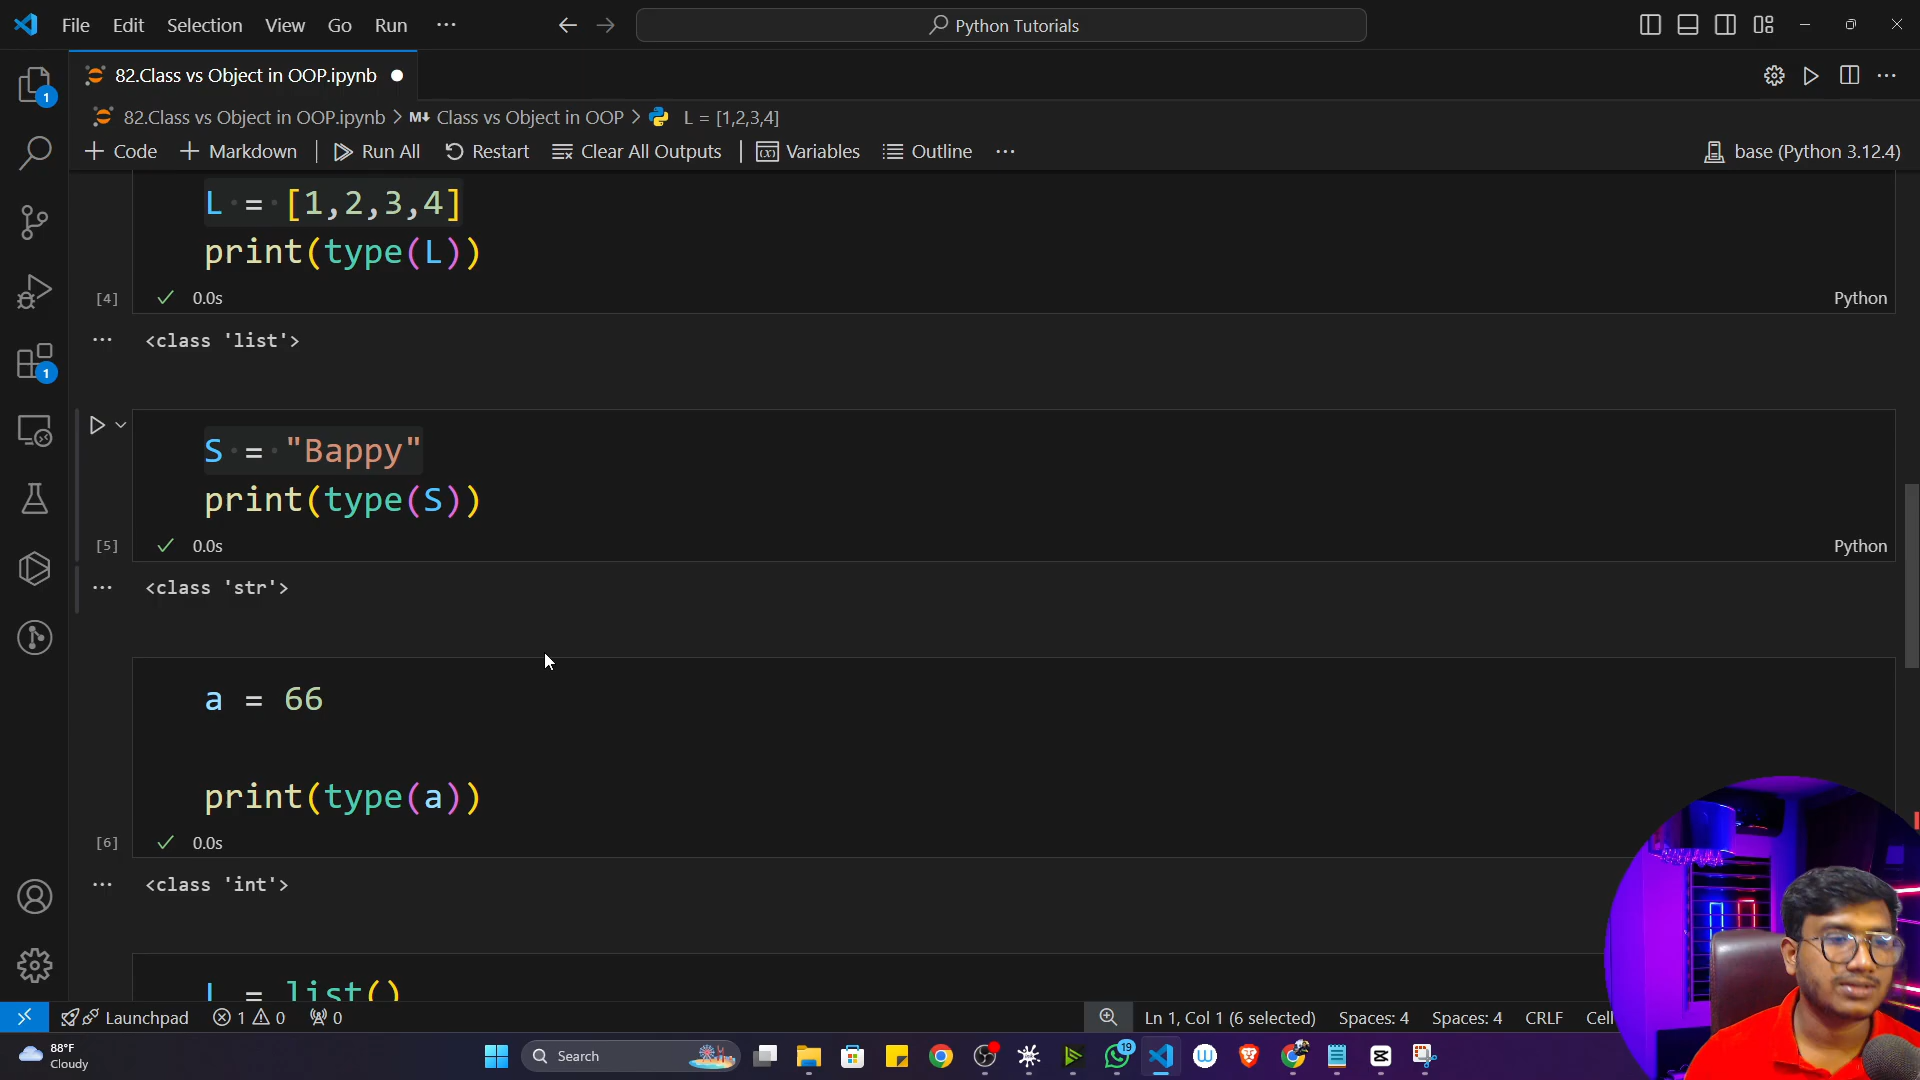 File Edit Selection View Go Run ···
Python Tutorials
82.Class vs Object in OOP.ipynb
82.Class vs Object in OOP.ipynb > M↓ Class vs Object in OOP > L = [1,2,3,4]
+ Code + Markdown Run All Restart Clear All Outputs Variables Outline ···
base (Python 3.12.4)
L = [1,2,3,4]
print(type(L))
[4] ✓ 0.0s Python
··· <class 'list'>
S = "Bappy"
print(type(S))
[5] ✓ 0.0s Python
··· <class 'str'>
a = 66
print(type(a))
[6] ✓ 0.0s
··· <class 'int'>
L = list()
1
1
Launchpad 1 0 0 Ln 1, Col 1 (6 selected) Spaces: 4 Spaces: 4 CRLF Cell
88°F
Cloudy
Search
19